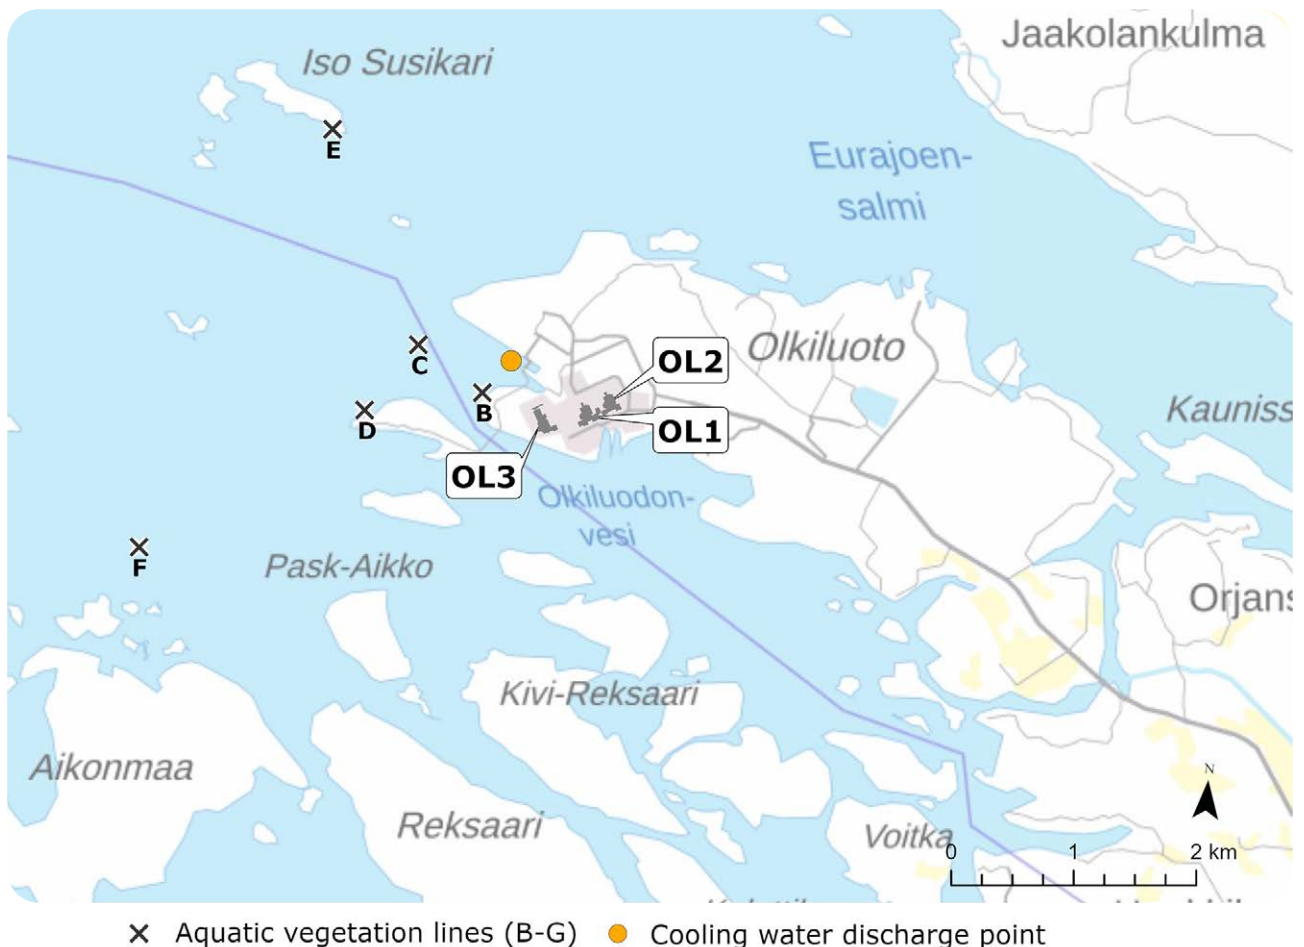 Jaakolankulma
Iso Susikari
E
Eurajoen-
salmi
C
Olkiluoto
OL2
B
D
OL1
Kauniss
OL3
Olkiluodon-
vesi
F
Pask-Aikko
Orjans
Kivi-Reksaari
Aikonmaa
N
Reksaari
Voitka
0 1 2 km
Aquatic vegetation lines (B-G)
Cooling water discharge point